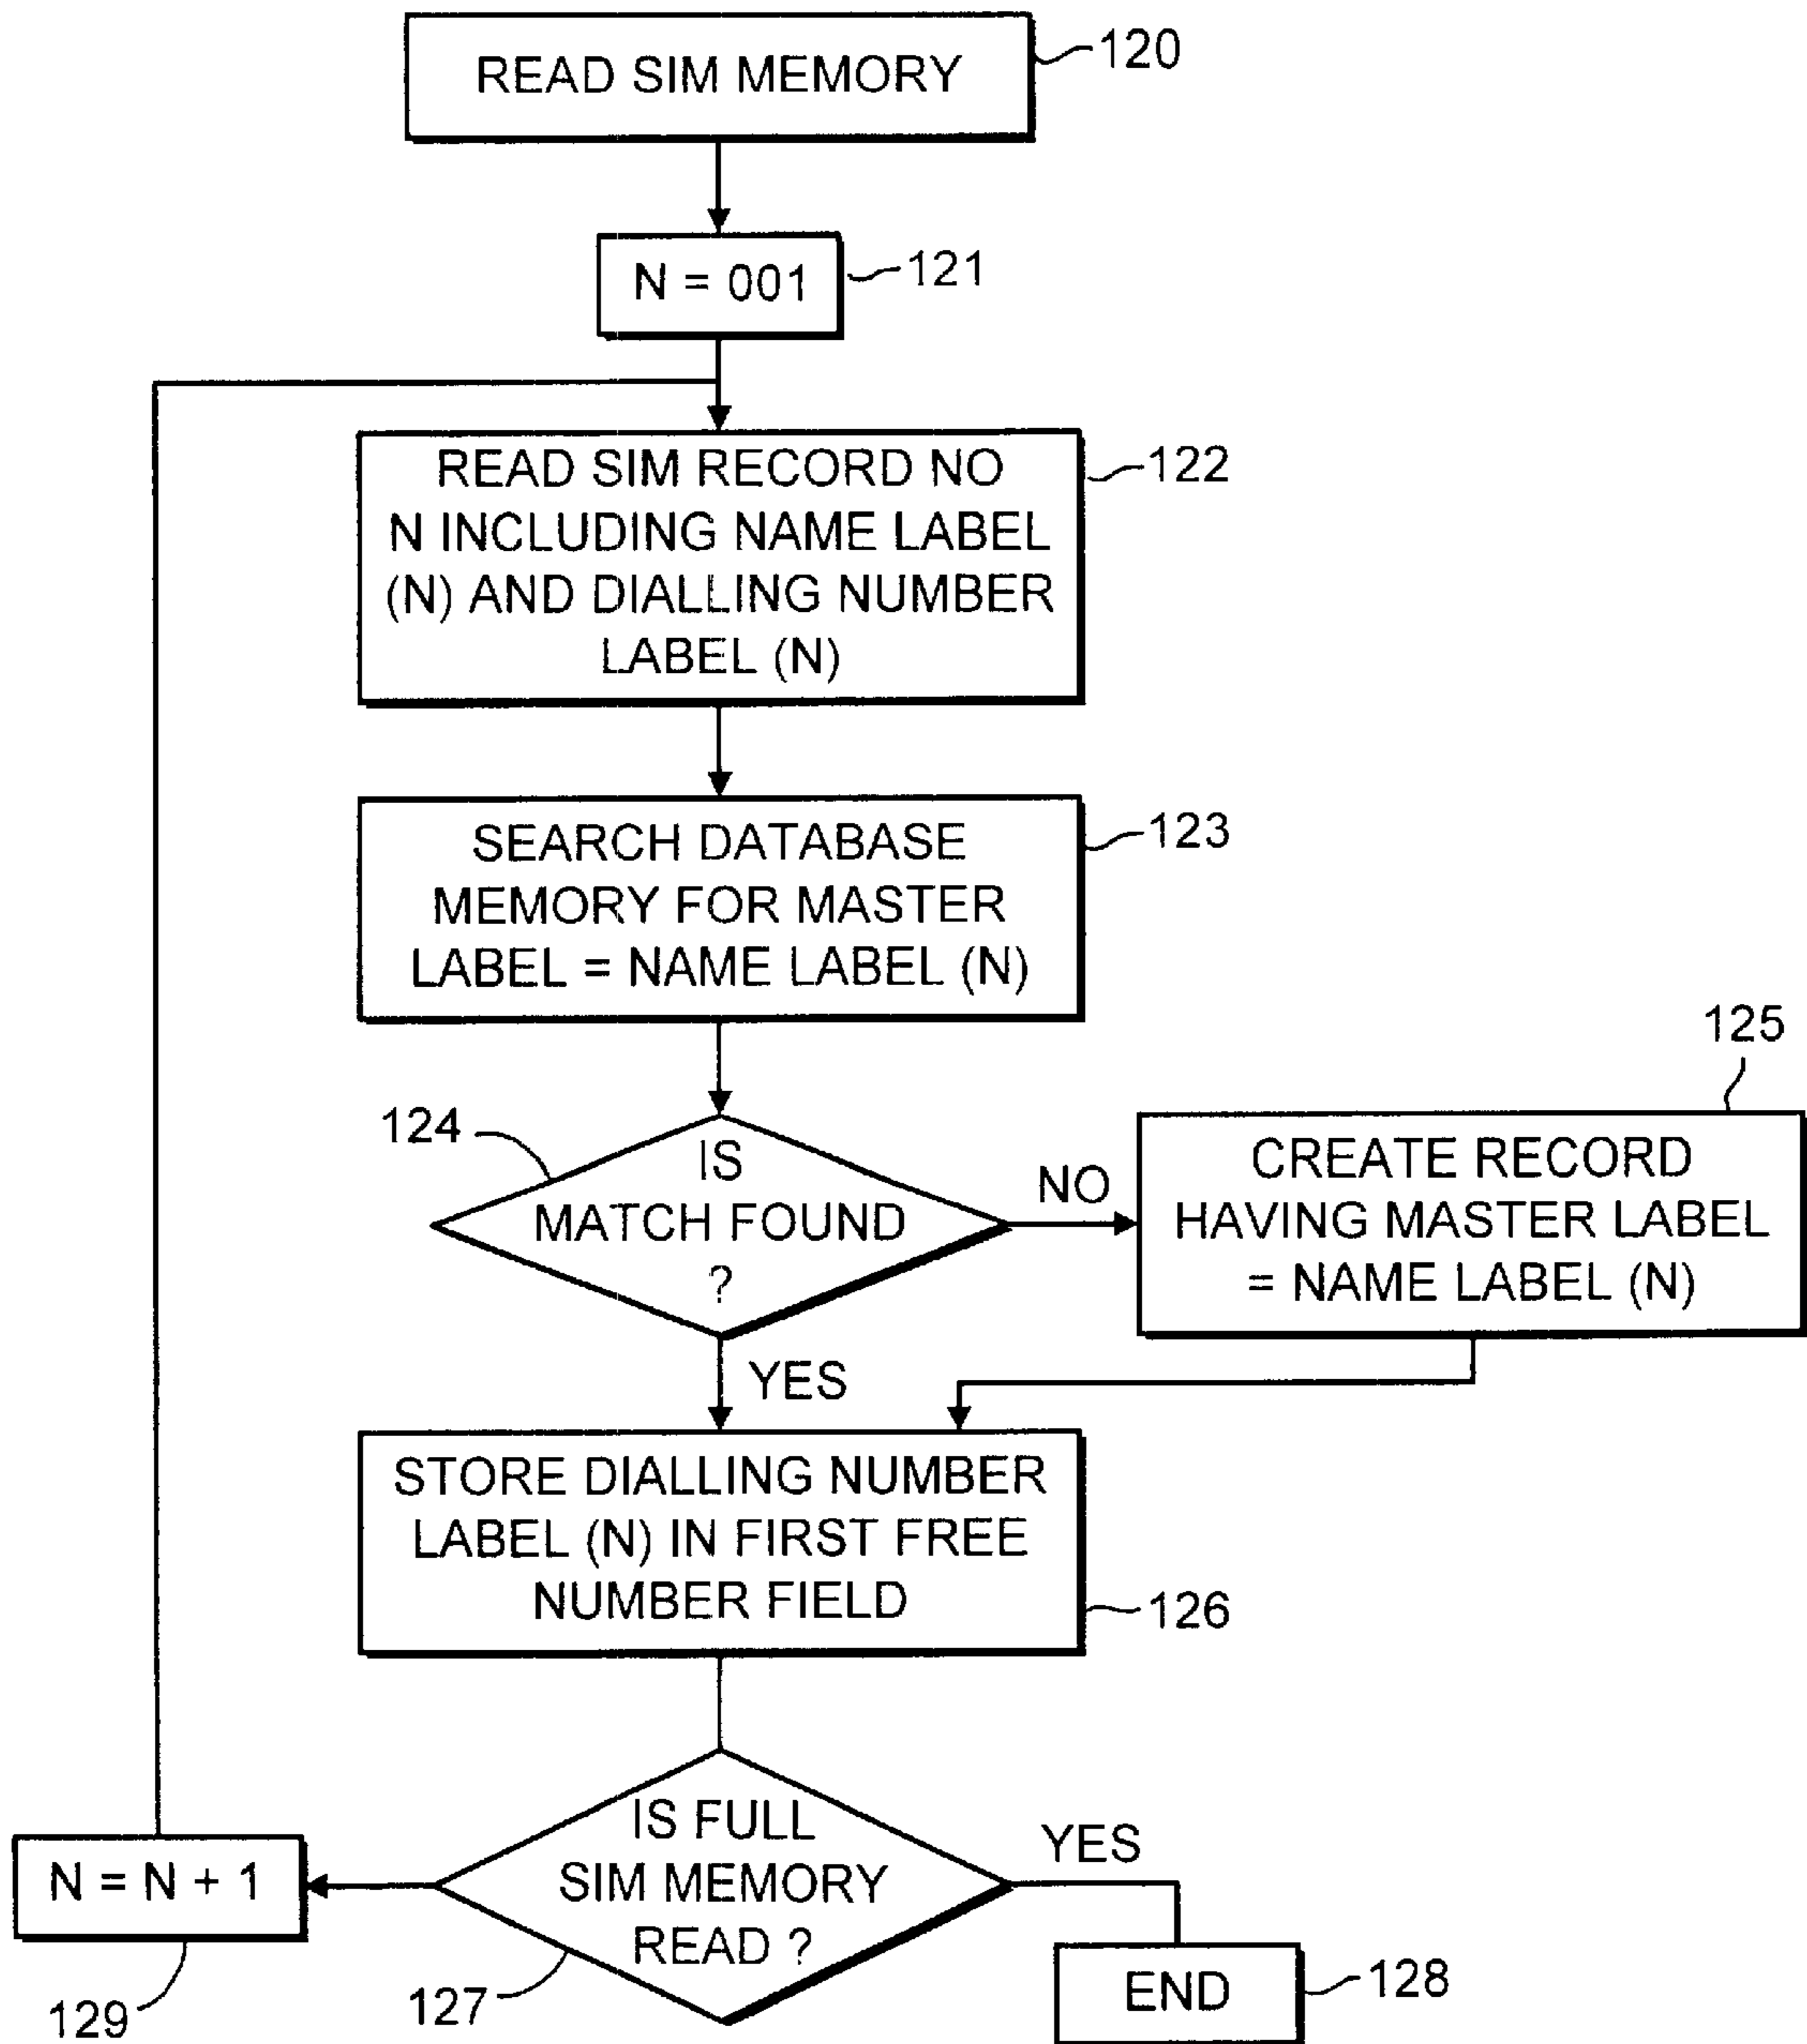 READ SIM MEMORY
120
N = 001
121
READ SIM RECORD NO
N INCLUDING NAME LABEL
(N) AND DIALLING NUMBER
LABEL (N)
122
SEARCH DATABASE
MEMORY FOR MASTER
LABEL = NAME LABEL (N)
123
124
IS
MATCH FOUND
?
NO
125
CREATE RECORD
HAVING MASTER LABEL
= NAME LABEL (N)
YES
STORE DIALLING NUMBER
LABEL (N) IN FIRST FREE
NUMBER FIELD
126
IS FULL
SIM MEMORY
READ ?
127
YES
N = N + 1
129
END
128